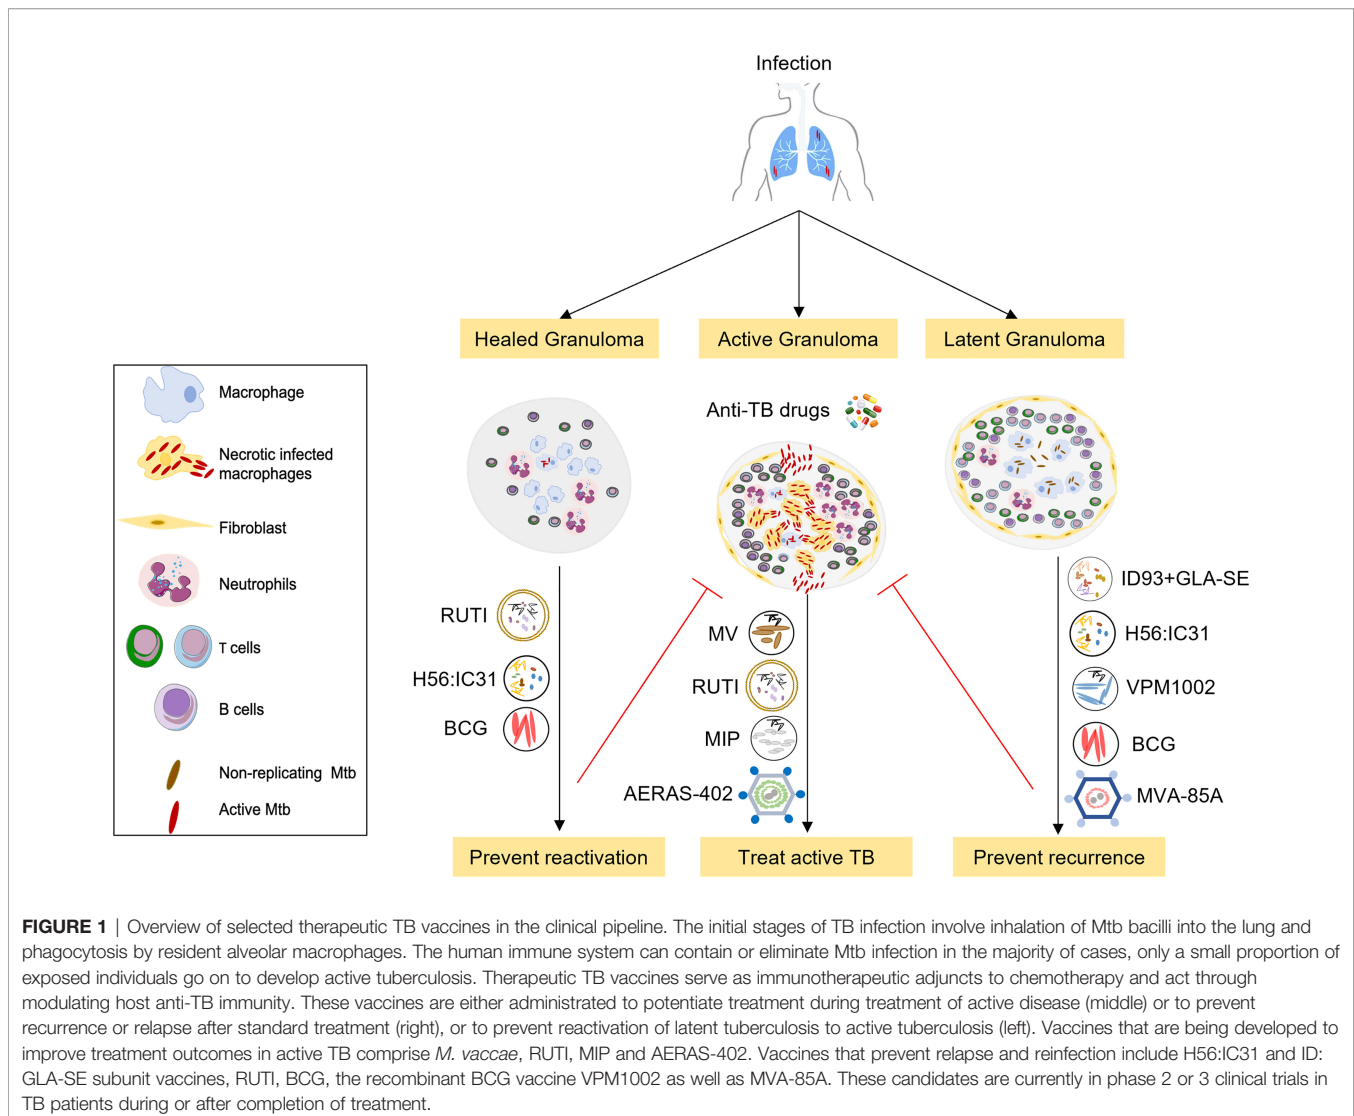 Infection
Healed Granuloma
Active Granuloma
Latent Granuloma
Macrophage
Necrotic infected
macrophages
Fibroblast
Neutrophils
T cells
B cells
Non-replicating Mtb
Active Mtb
Anti-TB drugs
RUTI
H56:IC31
BCG
MV
RUTI
MIP
AERAS-402
ID93+GLA-SE
H56:IC31
VPM1002
BCG
MVA-85A
Prevent reactivation
Treat active TB
Prevent recurrence
FIGURE 1 | Overview of selected therapeutic TB vaccines in the clinical pipeline. The initial stages of TB infection involve inhalation of Mtb bacilli into the lung and
phagocytosis by resident alveolar macrophages. The human immune system can contain or eliminate Mtb infection in the majority of cases, only a small proportion of
exposed individuals go on to develop active tuberculosis. Therapeutic TB vaccines serve as immunotherapeutic adjuncts to chemotherapy and act through
modulating host anti-TB immunity. These vaccines are either administrated to potentiate treatment during treatment of active disease (middle) or to prevent
recurrence or relapse after standard treatment (right), or to prevent reactivation of latent tuberculosis to active tuberculosis (left). Vaccines that are being developed to
improve treatment outcomes in active TB comprise M. vaccae, RUTI, MIP and AERAS-402. Vaccines that prevent relapse and reinfection include H56:IC31 and ID:
GLA-SE subunit vaccines, RUTI, BCG, the recombinant BCG vaccine VPM1002 as well as MVA-85A. These candidates are currently in phase 2 or 3 clinical trials in
TB patients during or after completion of treatment.